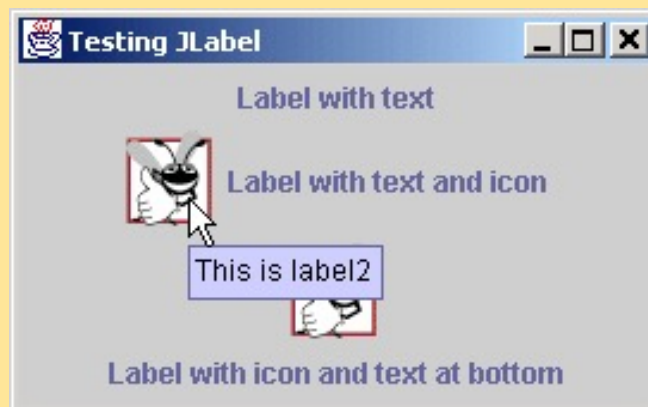 Testing JLabel
Label with text
Label with text and icon
This is label2
Label with icon and text at bottom